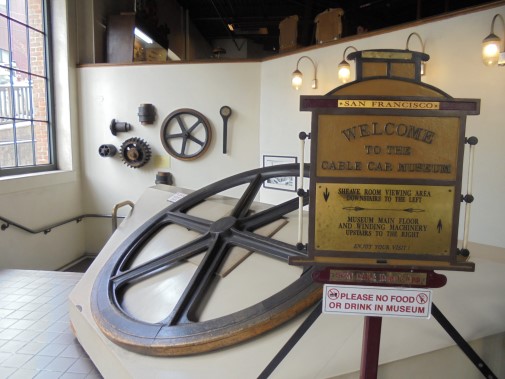 SAN FRANCISCO
WELCOME
TO THE
CABLE CAR MUSEUM
SHEAVE ROOM VIEWING AREA
DOWNSTAIRS TO THE LEFT
MUSEUM MAIN FLOOR
AND WINDING MACHINERY
UPSTAIRS TO THE RIGHT
ENJOY YOUR VISIT!
PLEASE NO FOOD
OR DRINK IN MUSEUM